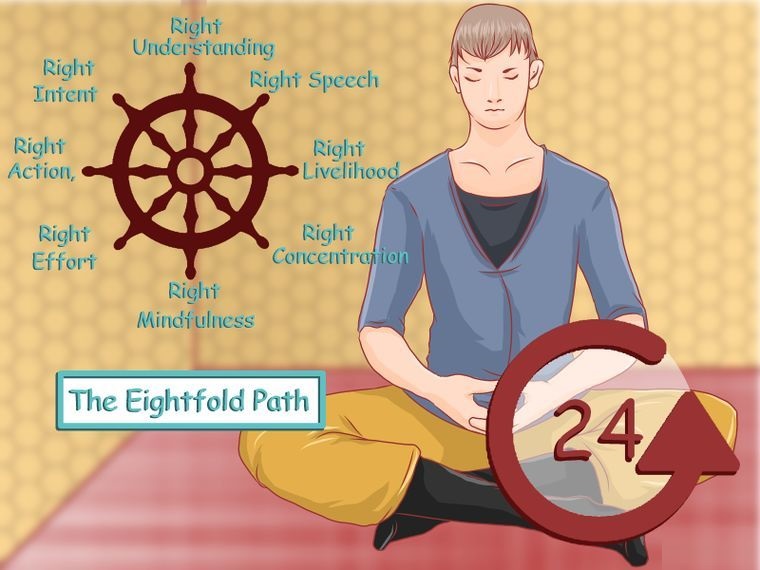 Right
Understanding
Right
Intent
Right Speech
Right
Action,
Right
Livelihood
Right
Effort
Right
Concentration
Right
Mindfulness
The Eightfold Path
24